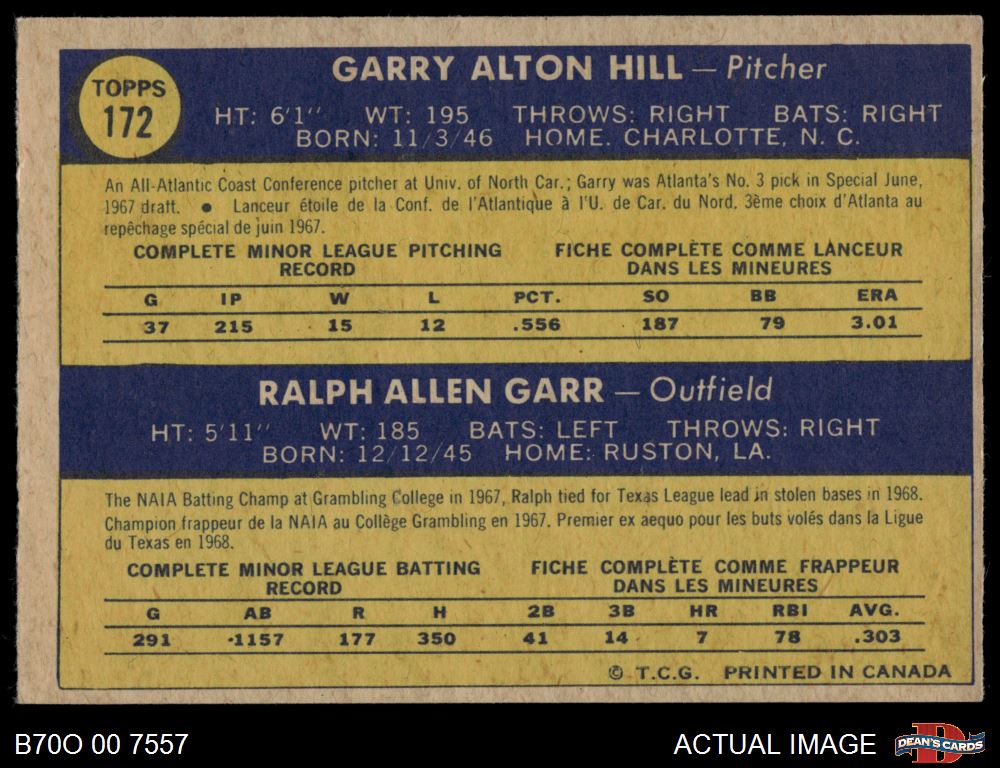 TOPPS
172
GARRY ALTON HILL — Pitcher
HT: 6'1'' WT: 195 THROWS: RIGHT BATS: RIGHT
BORN: 11/3/46 HOME. CHARLOTTE, N. C.
An All-Atlantic Coast Conference pitcher at Univ. of North Car.; Garry was Atlanta's No. 3 pick in Special June,
1967 draft. ● Lanceur étoile de la Conf. de l'Atlantique à l'U. de Car. du Nord. 3ème choix d'Atlanta au
repêchage spécial de juin 1967.
COMPLETE MINOR LEAGUE PITCHING
RECORD
FICHE COMPLÈTE COMME LANCEUR
DANS LES MINEURES
G IP W L PCT. SO BB ERA
37 215 15 12 .556 187 79 3.01
RALPH ALLEN GARR — Outfield
HT: 5'11'' WT: 185 BATS: LEFT THROWS: RIGHT
BORN: 12/12/45 HOME: RUSTON, LA.
The NAIA Batting Champ at Grambling College in 1967, Ralph tied for Texas League lead in stolen bases in 1968.
Champion frappeur de la NAIA au Collège Grambling en 1967. Premier ex aequo pour les buts volés dans la Ligue
du Texas en 1968.
COMPLETE MINOR LEAGUE BATTING
RECORD
FICHE COMPLÈTE COMME FRAPPEUR
DANS LES MINEURES
G AB R H 2B 3B HR RBI AVG.
291 1157 177 350 41 14 7 78 .303
© T.C.G. PRINTED IN CANADA
B70O 00 7557
ACTUAL IMAGE
D
DEAN'S CARDS